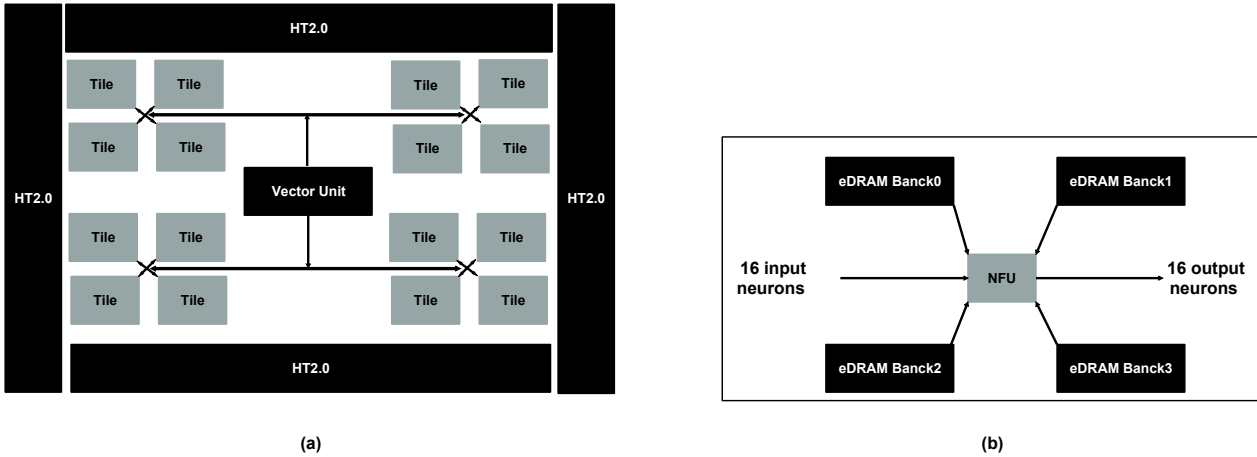 HT2.0
HT2.0
HT2.0
Tile Tile Tile Tile
Tile Tile Tile Tile
Vector Unit
Tile Tile Tile Tile
Tile Tile Tile Tile
HT2.0
(a)
eDRAM Banck0
eDRAM Banck1
16 input
neurons
NFU
16 output
neurons
eDRAM Banck2
eDRAM Banck3
(b)